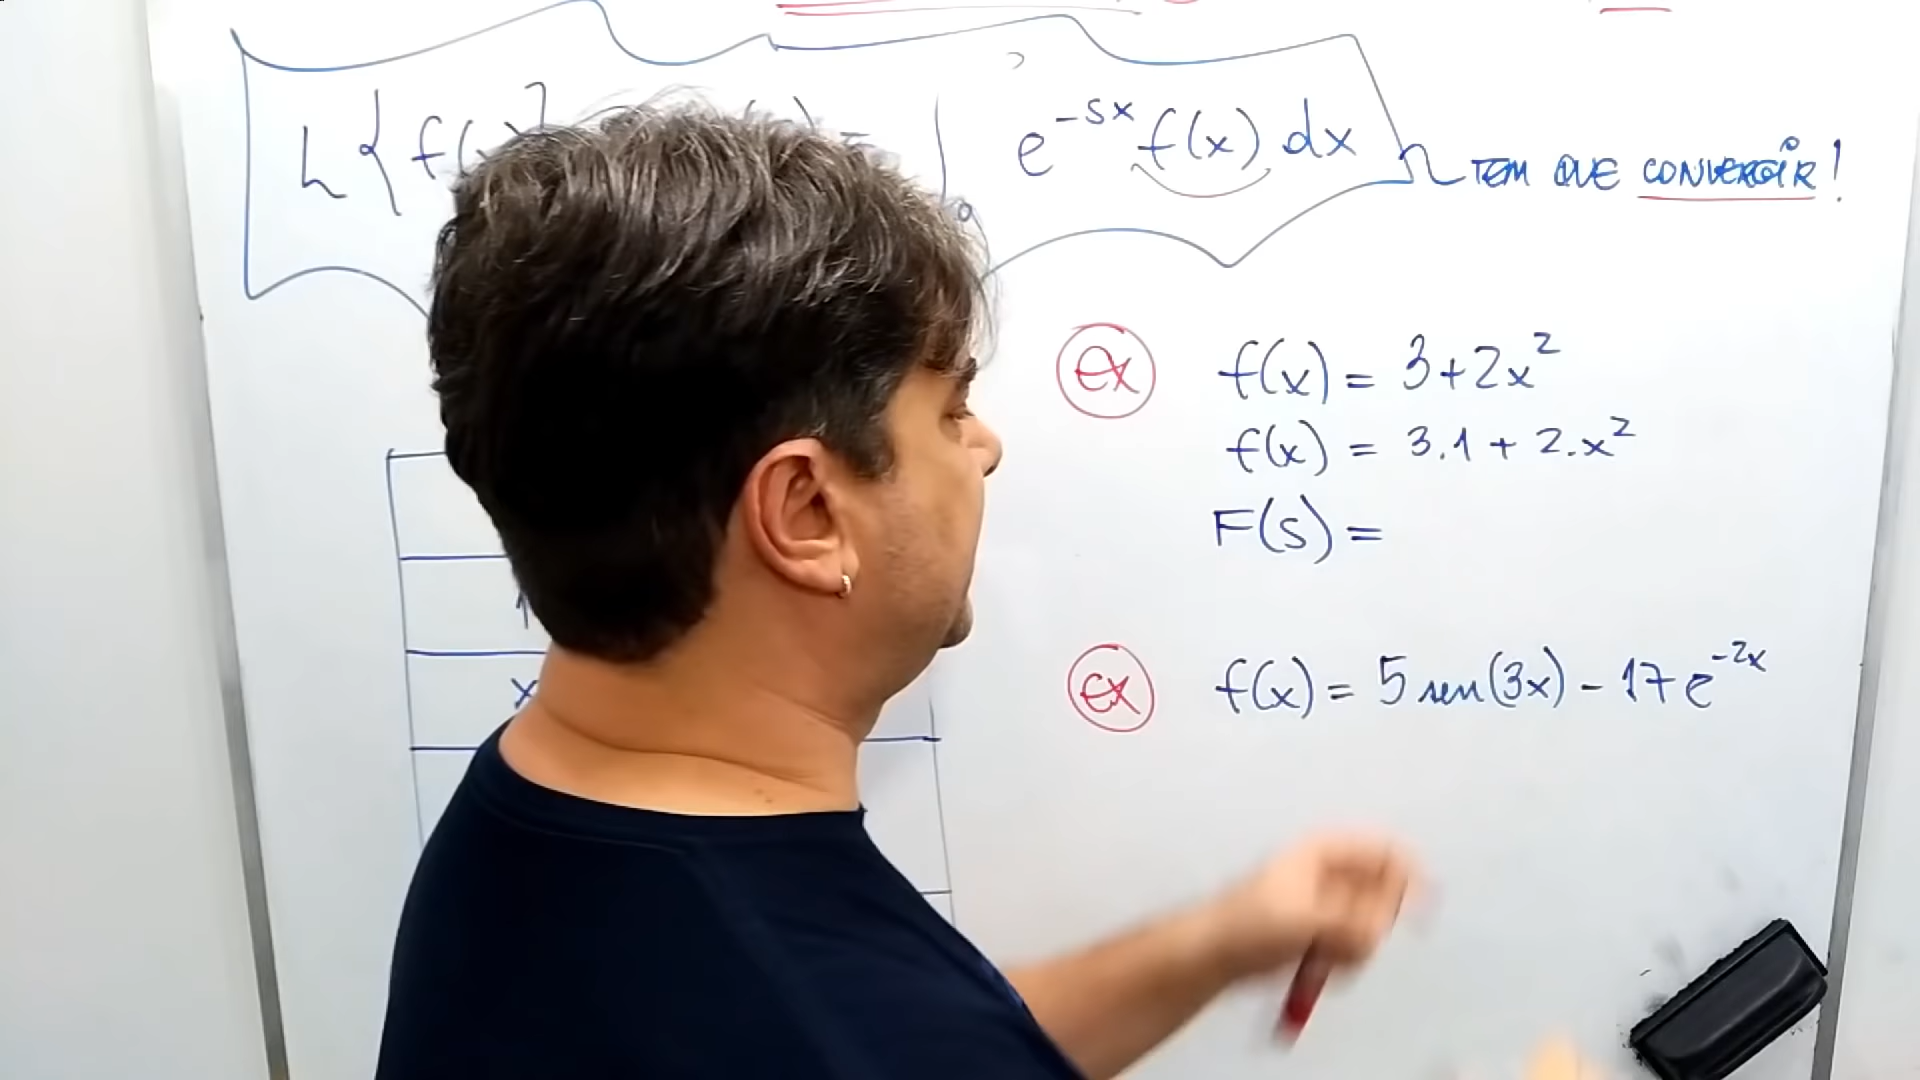 L{f(x) e^-sx f(x) dx
TEM QUE CONVERGIR!
ex f(x) = 3+2x²
f(x) = 3.1 + 2.x²
F(s) =
x
ex f(x) = 5 sen(3x) - 17 e^-2x